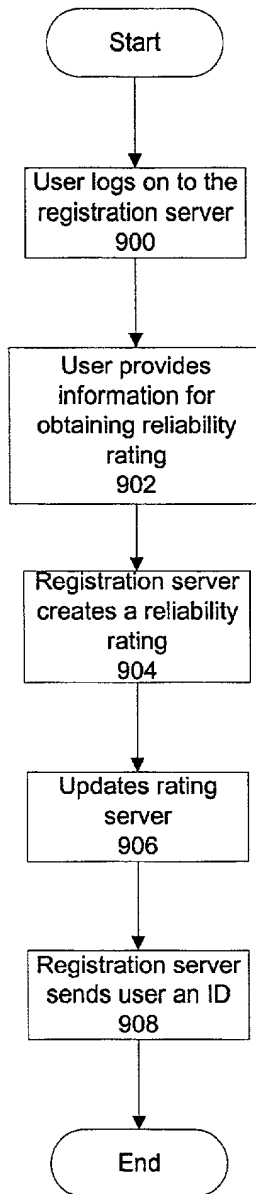 Start
User logs on to the
registration server
900
User provides
information for
obtaining reliability
rating
902
Registration server
creates a reliability
rating
904
Updates rating
server
906
Registration server
sends user an ID
908
End